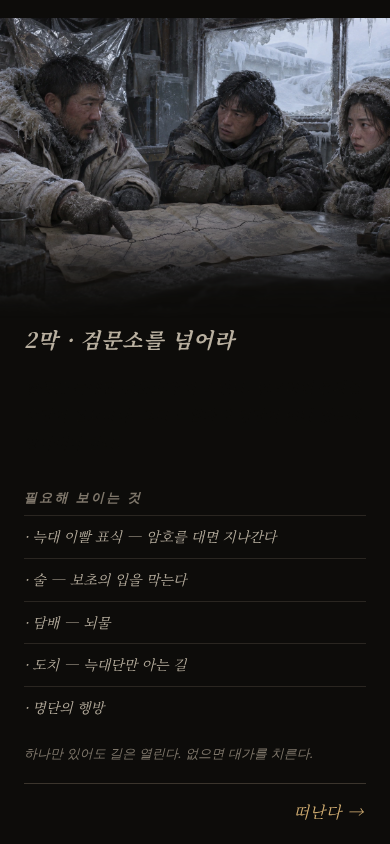 2막 · 검문소를 넘어라
필요해 보이는 것
· 늑대 이빨 표식 — 암호를 대면 지나간다
· 술 — 보초의 입을 막는다
· 담배 — 뇌물
· 도치 — 늑대단만 아는 길
· 명단의 행방
하나만 있어도 길은 열린다. 없으면 대가를 치른다.
떠난다 →